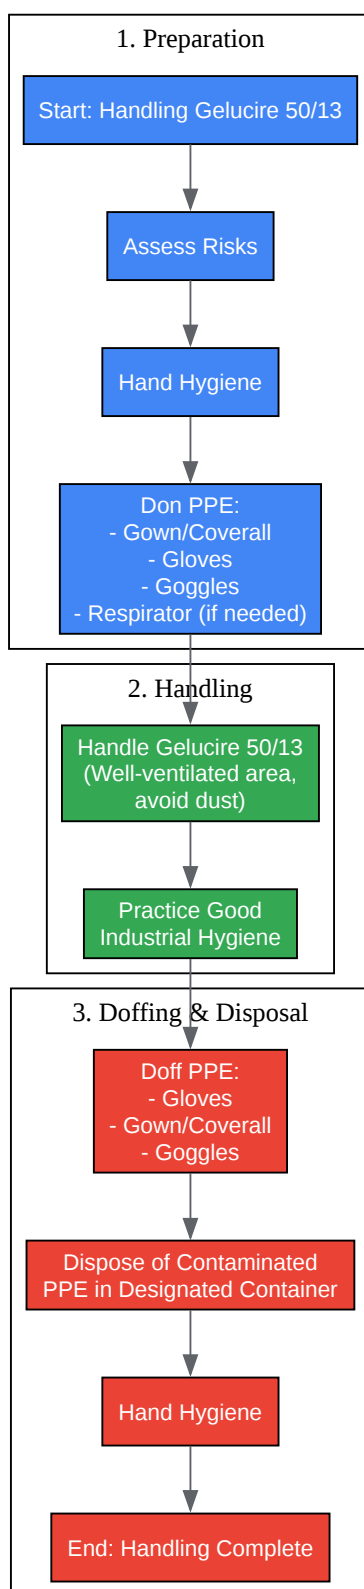 1. Preparation
Start: Handling Gelucire 50/13
Assess Risks
Hand Hygiene
Don PPE:
- Gown/Coverall
- Gloves
- Goggles
- Respirator (if needed)
2. Handling
Handle Gelucire 50/13
(Well-ventilated area,
avoid dust)
Practice Good
Industrial Hygiene
3. Doffing & Disposal
Doff PPE:
- Gloves
- Gown/Coverall
- Goggles
Dispose of Contaminated
PPE in Designated Container
Hand Hygiene
End: Handling Complete